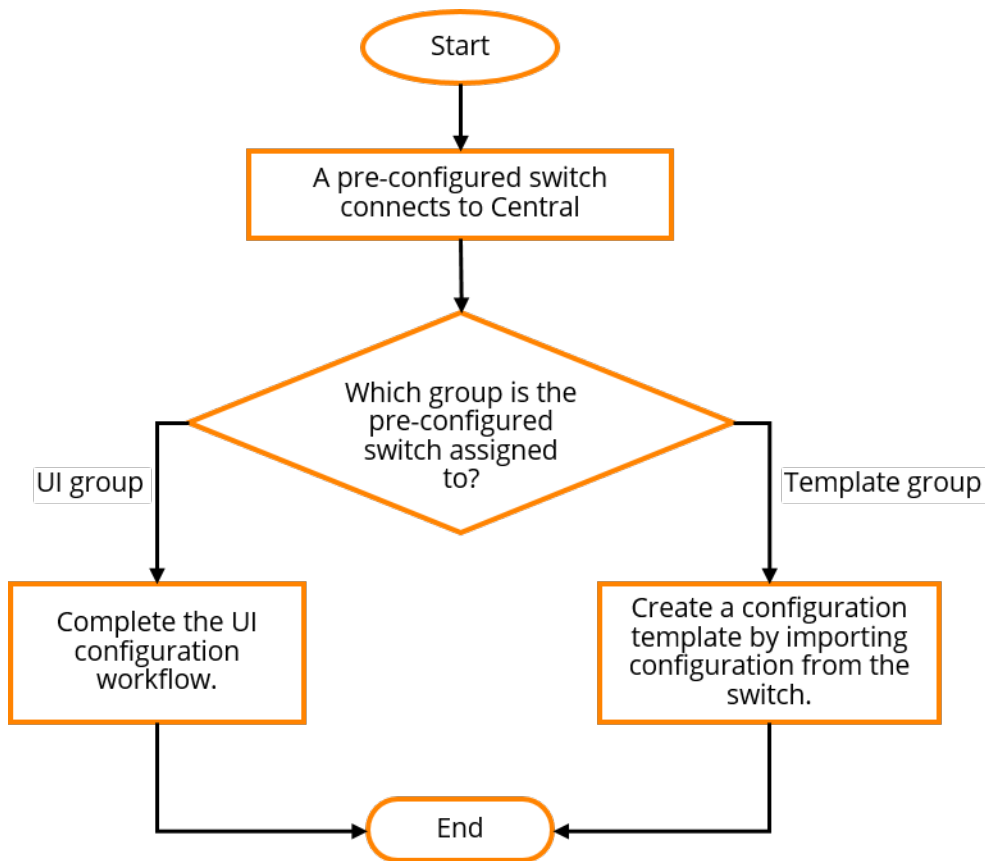 Start
A pre-configured switch
connects to Central
Which group is the
pre-configured
switch assigned
to?
UI group
Template group
Complete the UI
configuration
workflow.
Create a configuration
template by importing
configuration from the
switch.
End